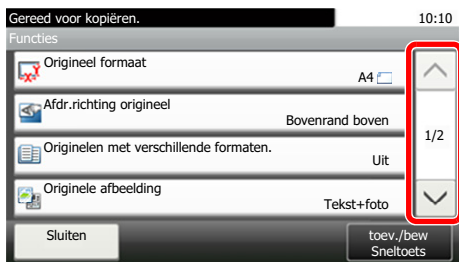 Gereed voor kopiëren. 10:10
Functies
Origineel formaat
A4
Afdr.richting origineel
Bovenrand boven
1/2
Originelen met verschillende formaten.
Uit
Originele afbeelding
Tekst+foto
Sluiten
toev./bew
Sneltoets